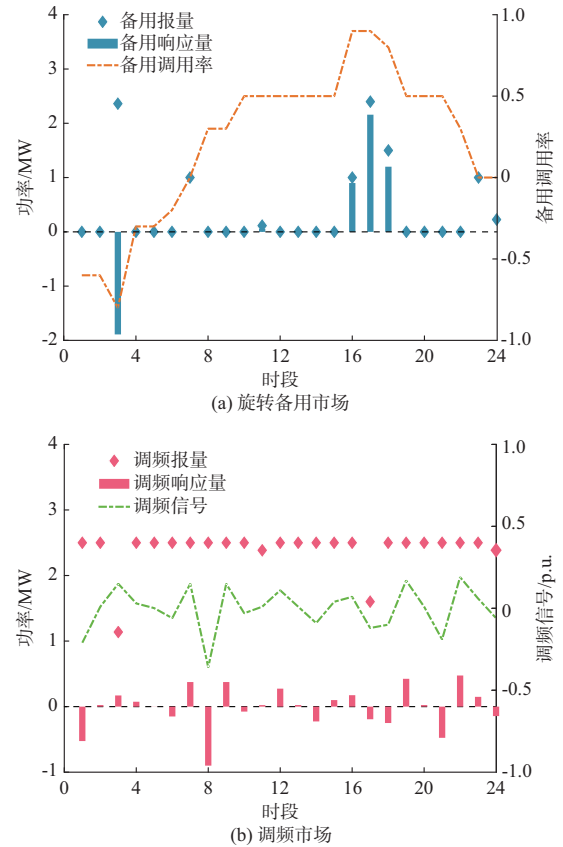 4
1.0
备用报量
备用响应量
备用调用率
3
2
1
0
-1
-2
0.5
0
-0.5
-1.0
功率/MW
备用调用率
0
4
8
12
16
20
24
时段
(a) 旋转备用市场
4
1.0
调频报量
调频响应量
调频信号
3
2
1
0
-1
0.5
0
-0.5
-1.0
功率/MW
调频信号/p.u.
0
4
8
12
16
20
24
时段
(b) 调频市场